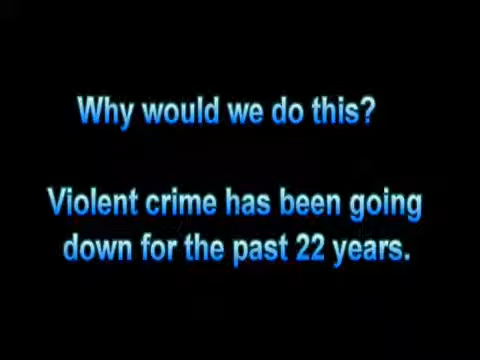 Why would we do this?
Violent crime has been going
down for the past 22 years.